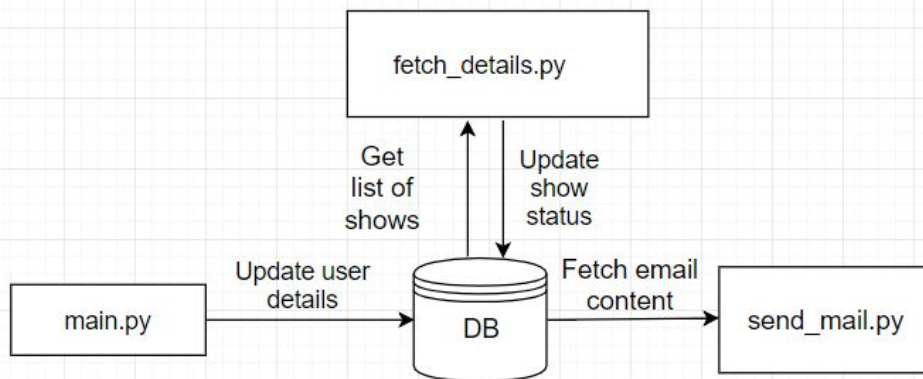 fetch_details.py
Get
list of
shows
Update
show
status
Update user
details
Fetch email
content
main.py
DB
send_mail.py